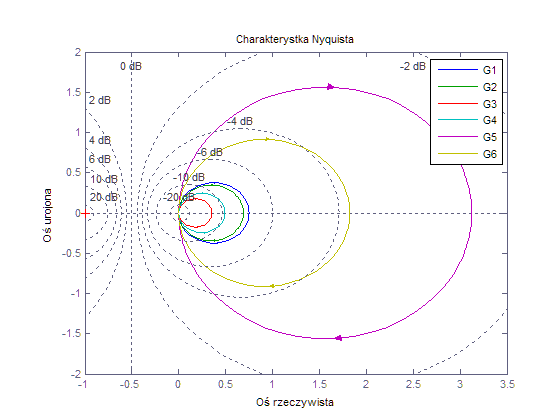 Charakterystka Nyquista
2
1.5
1
0.5
0
-0.5
-1
-1.5
-2
Oś urojona
0 dB
-2 dB
2 dB
-4 dB
4 dB
-6 dB
6 dB
-10 dB
10 dB
-20 dB
20 dB
G1
G2
G3
G4
G5
G6
-1
-0.5
0
0.5
1
1.5
2
2.5
3
3.5
Oś rzeczywista